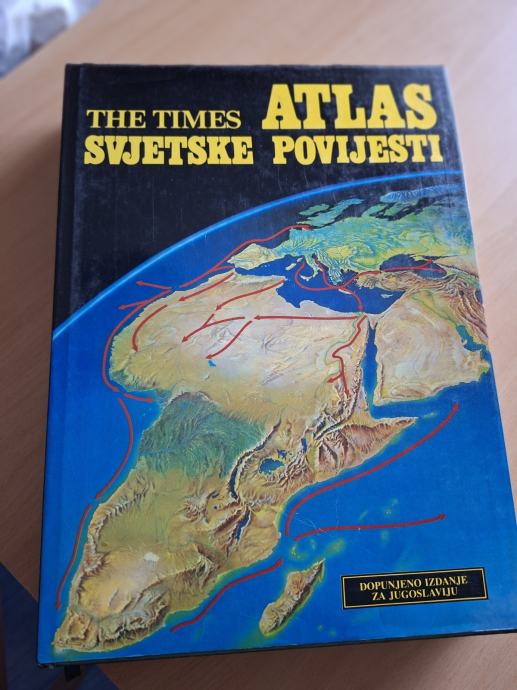 THE TIMES ATLAS
SVJETSKE POVIJESTI
DOPUNJENO IZDANJE
ZA JUGOSLAVIJU